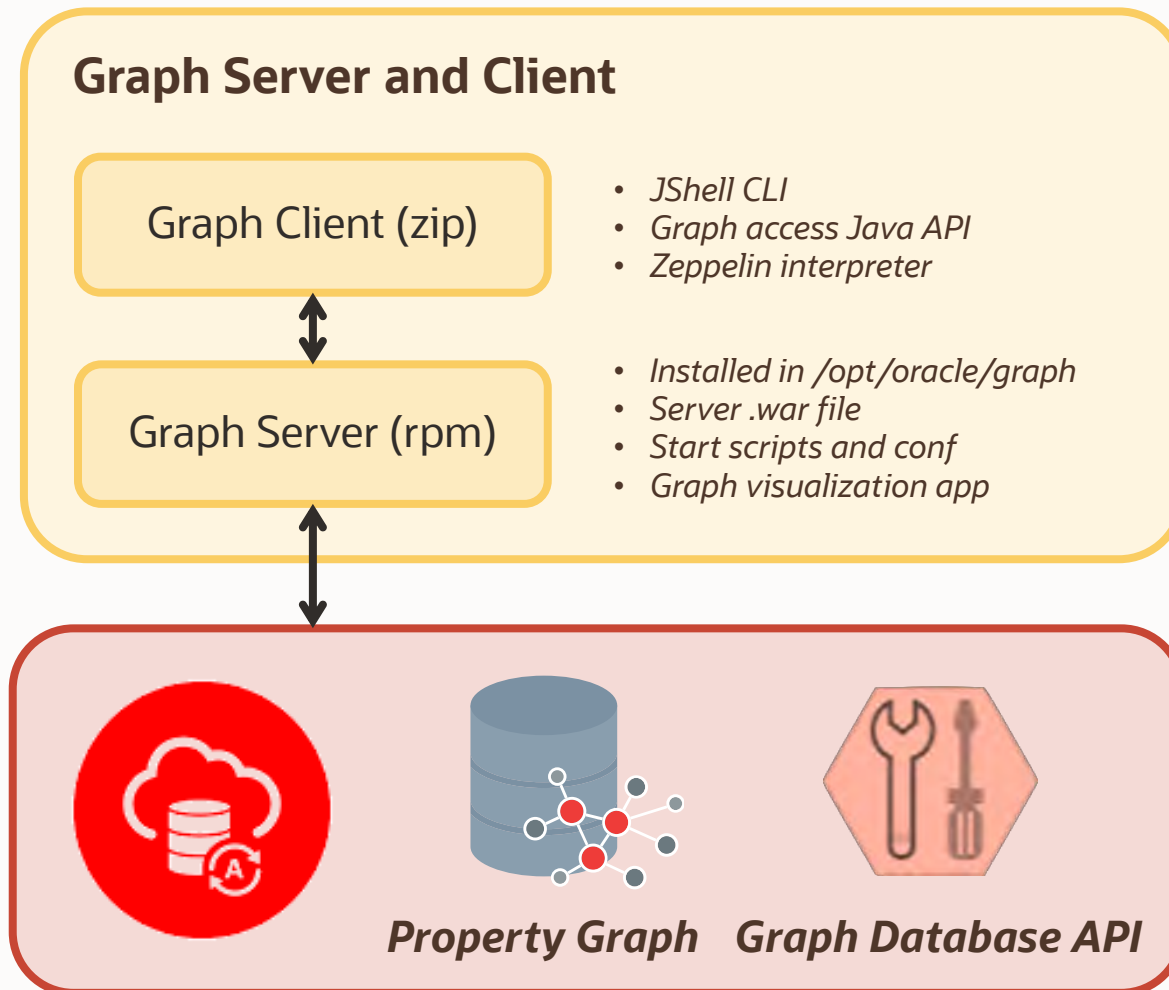 Graph Server and Client
Graph Client (zip)
• JShell CLI
• Graph access Java API
• Zeppelin interpreter
Graph Server (rpm)
• Installed in /opt/oracle/graph
• Server .war file
• Start scripts and conf
• Graph visualization app
A
Property Graph
Graph Database API